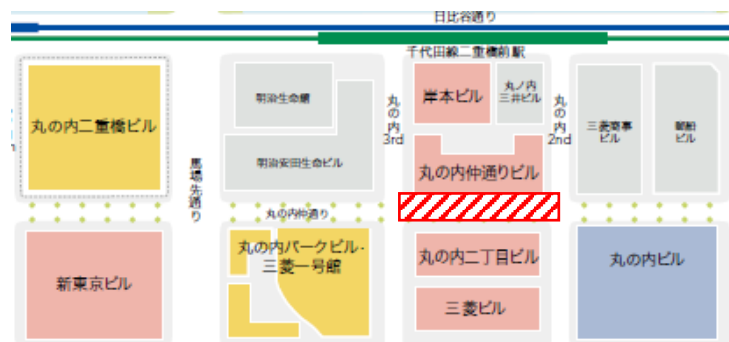 日比谷通り
千代田線二重橋前駅
丸の内二重橋ビル
明治生命館
明治安田生命ビル
丸の内
3rd
岸本ビル
丸ノ内
三井ビル
丸の内
2nd
三菱商事
ビル
郵船
ビル
馬場先通り
丸の内仲通りビル
丸の内仲通り
新東京ビル
丸の内パークビル・
三菱一号館
丸の内二丁目ビル
三菱ビル
丸の内ビル